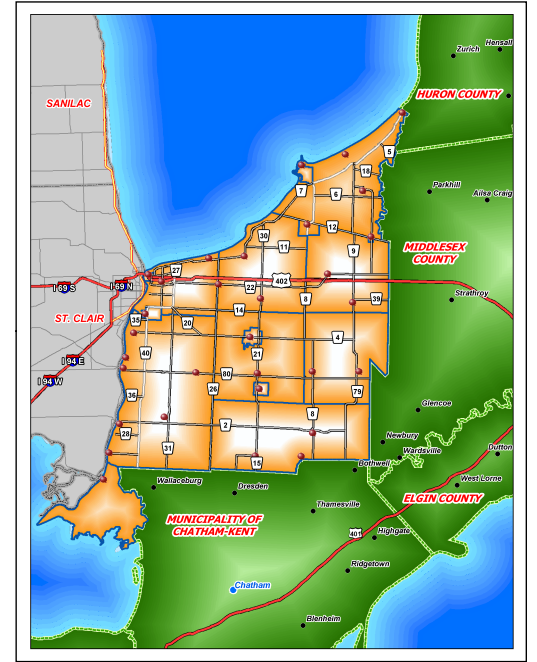 Hensall
Zurich
SANILAC
HURON COUNTY
5
18
Parkhill
7
6
Ailsa Craig
12
30
11
9
MIDDLESEX
COUNTY
27
402
I 69 S
I 69 N
22
8
39
Strathroy
14
ST. CLAIR
35
20
4
40
21
I 94 E
80
I 94 W
26
79
36
Glencoe
8
2
28
Newbury
31
Wardsville
Dutton
15
Bothwell
Wallaceburg
Dresden
West Lorne
ELGIN COUNTY
Thamesville
MUNICIPALITY OF
CHATHAM-KENT
401
Highgate
Ridgetown
Chatham
Blenheim